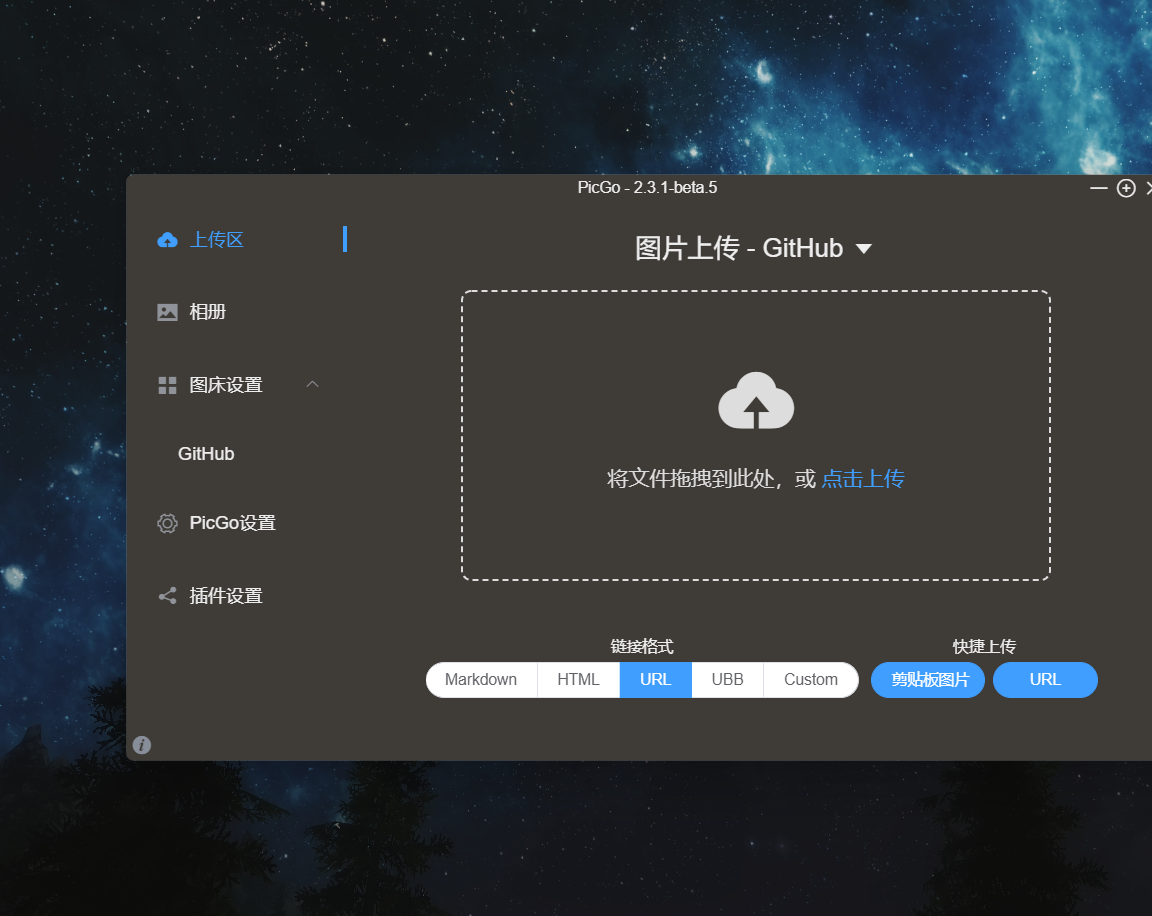 PicGo - 2.3.1-beta.5
上传区
图片上传 - GitHub
相册
图床设置
GitHub
将文件拖拽到此处，或 点击上传
PicGo设置
插件设置
链接格式
快捷上传
Markdown HTML URL UBB Custom 剪贴板图片 URL